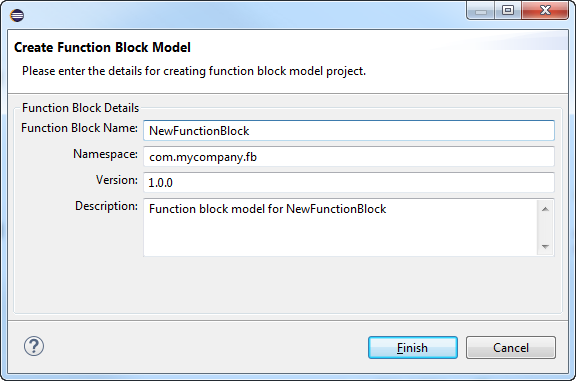 Create Function Block Model
Please enter the details for creating function block model project.
Function Block Details
Function Block Name: NewFunctionBlock
Namespace: com.mycompany.fb
Version: 1.0.0
Description: Function block model for NewFunctionBlock
?
Finish Cancel